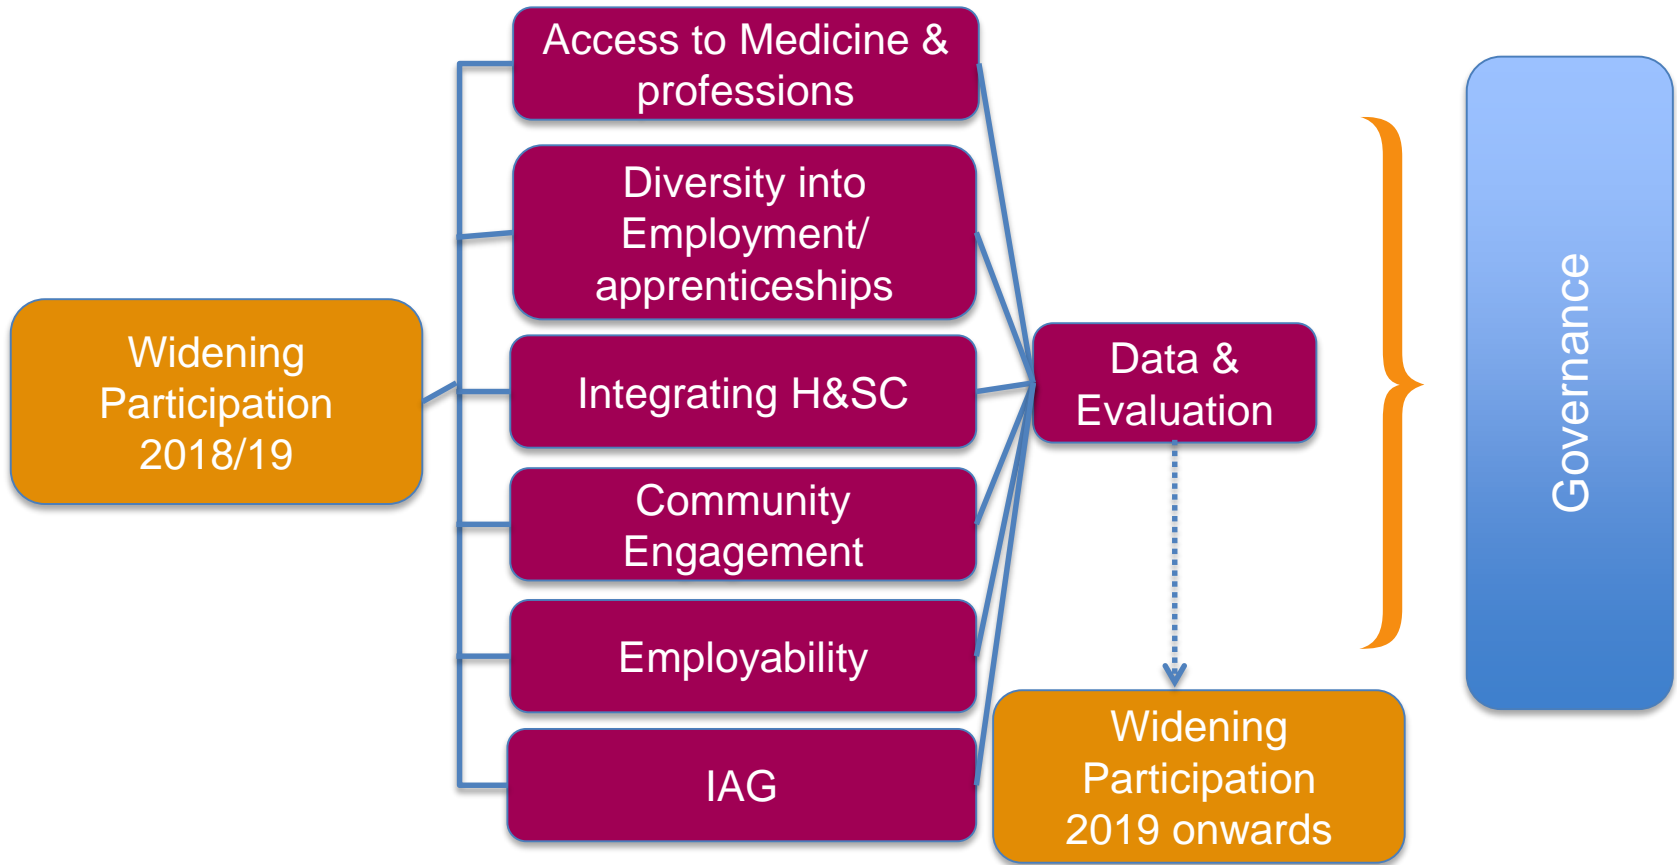 Access to Medicine &
professions
Diversity into
Employment/
apprenticeships
Widening
Participation
2018/19
Integrating H&SC
Data &
Evaluation
Community
Engagement
Employability
IAG
Widening
Participation
2019 onwards
Governance